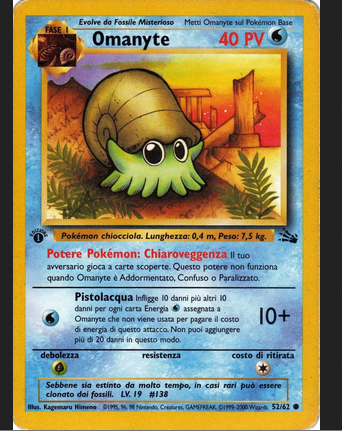 Evolve da Fossile Misterioso Metti Omanyte sul Pokémon Base
FASE 1
Omanyte 40 PV
EDIZIONE 1
Pokémon chiocciola. Lunghezza: 0,4 m, Peso: 7,5 kg.
Potere Pokémon: Chiaroveggenza Il tuo
avversario gioca a carte scoperte. Questo potere non funziona
quando Omanyte è Addormentato, Confuso o Paralizzato.
Pistolacqua Infligge 10 danni più altri 10
danni per ogni carta Energia assegnata a
Omanyte che non viene usata per pagare il costo
di energia di questo attacco. Non puoi aggiungere
più di 20 danni in questo modo.
10+
debolezza resistenza costo di ritirata
Sebbene sia estinto da molto tempo, in casi rari può essere
clonato dai fossili. LV. 19 #138
Illus. Kagemaru Himeno ©1995, 96, 98 Nintendo, Creatures, GAMEFREAK. ©1999-2000 Wizards. 52/62